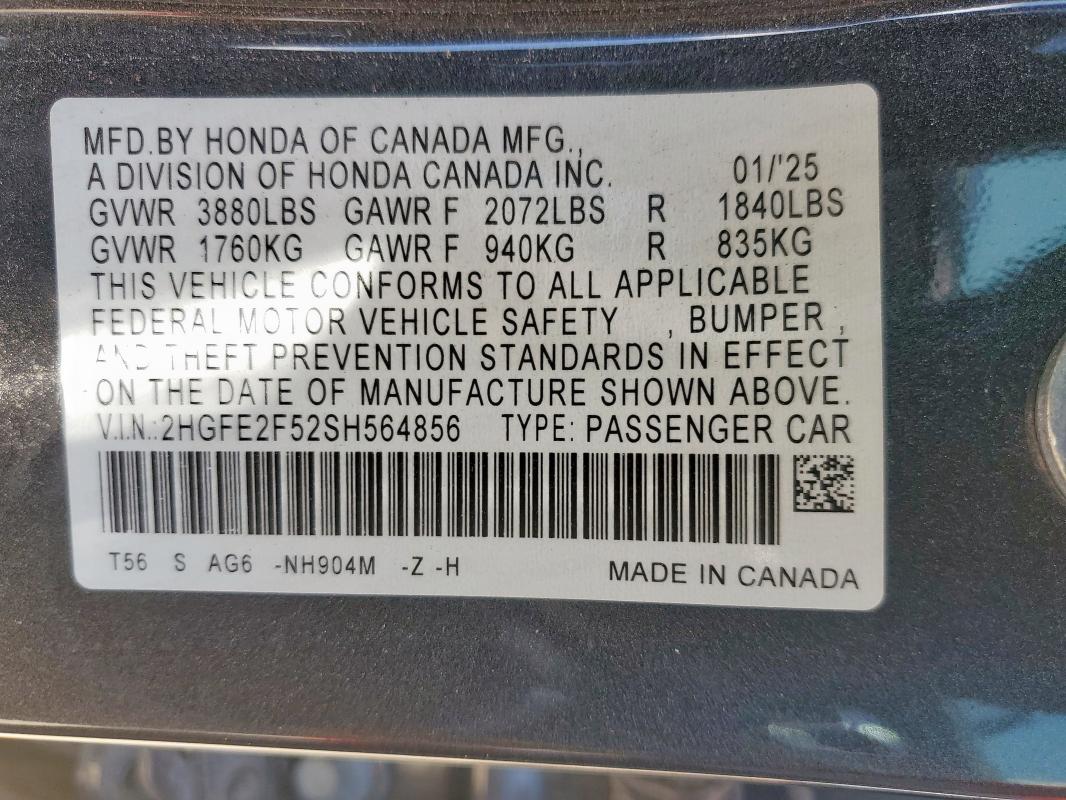 MFD.BY HONDA OF CANADA MFG.,
A DIVISION OF HONDA CANADA INC. 01/'25
GVWR 3880LBS GAWR F 2072LBS R 1840LBS
GVWR 1760KG GAWR F 940KG R 835KG
THIS VEHICLE CONFORMS TO ALL APPLICABLE
FEDERAL MOTOR VEHICLE SAFETY , BUMPER ,
AND THEFT PREVENTION STANDARDS IN EFFECT
ON THE DATE OF MANUFACTURE SHOWN ABOVE.
V.I.N.:2HGFE2F52SH564856 TYPE: PASSENGER CAR
T56 S AG6 -NH904M -Z -H MADE IN CANADA